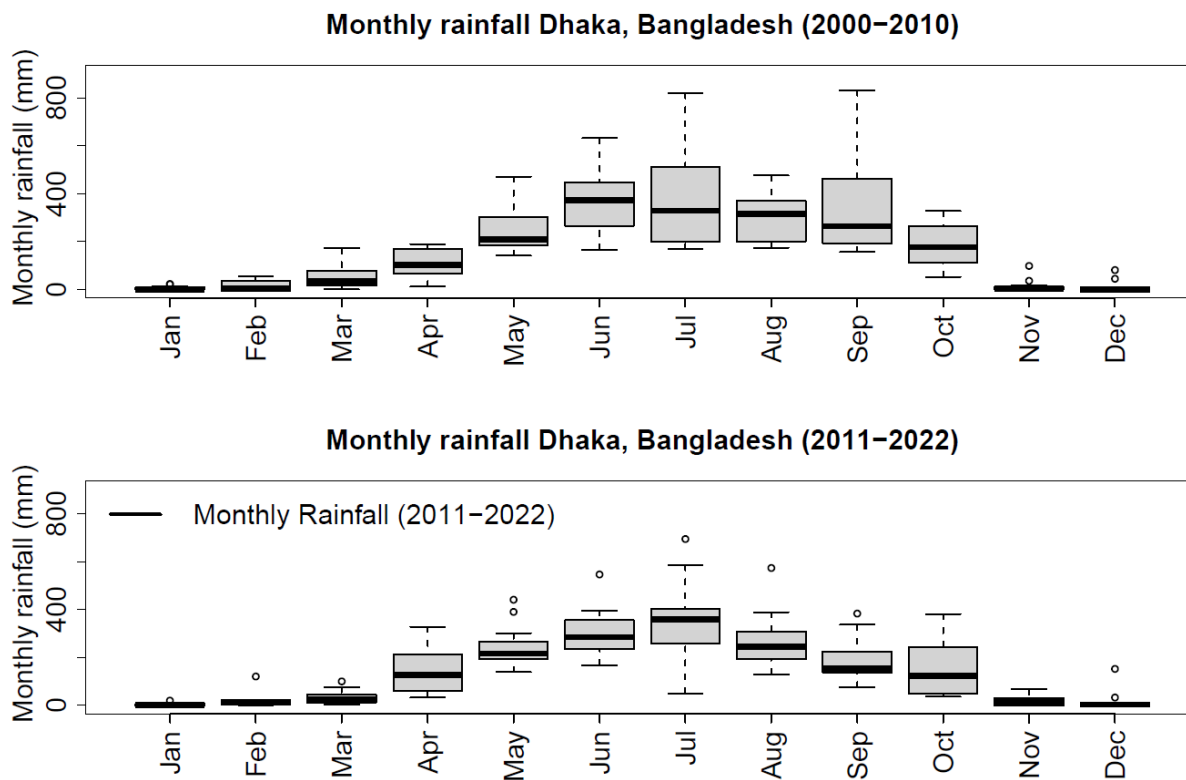 Monthly rainfall Dhaka, Bangladesh (2000−2010)
Monthly rainfall (mm)
800
400
0
Jan Feb Mar Apr May Jun Jul Aug Sep Oct Nov Dec
Monthly rainfall Dhaka, Bangladesh (2011−2022)
Monthly rainfall (mm)
800
400
0
Monthly Rainfall (2011−2022)
Jan Feb Mar Apr May Jun Jul Aug Sep Oct Nov Dec